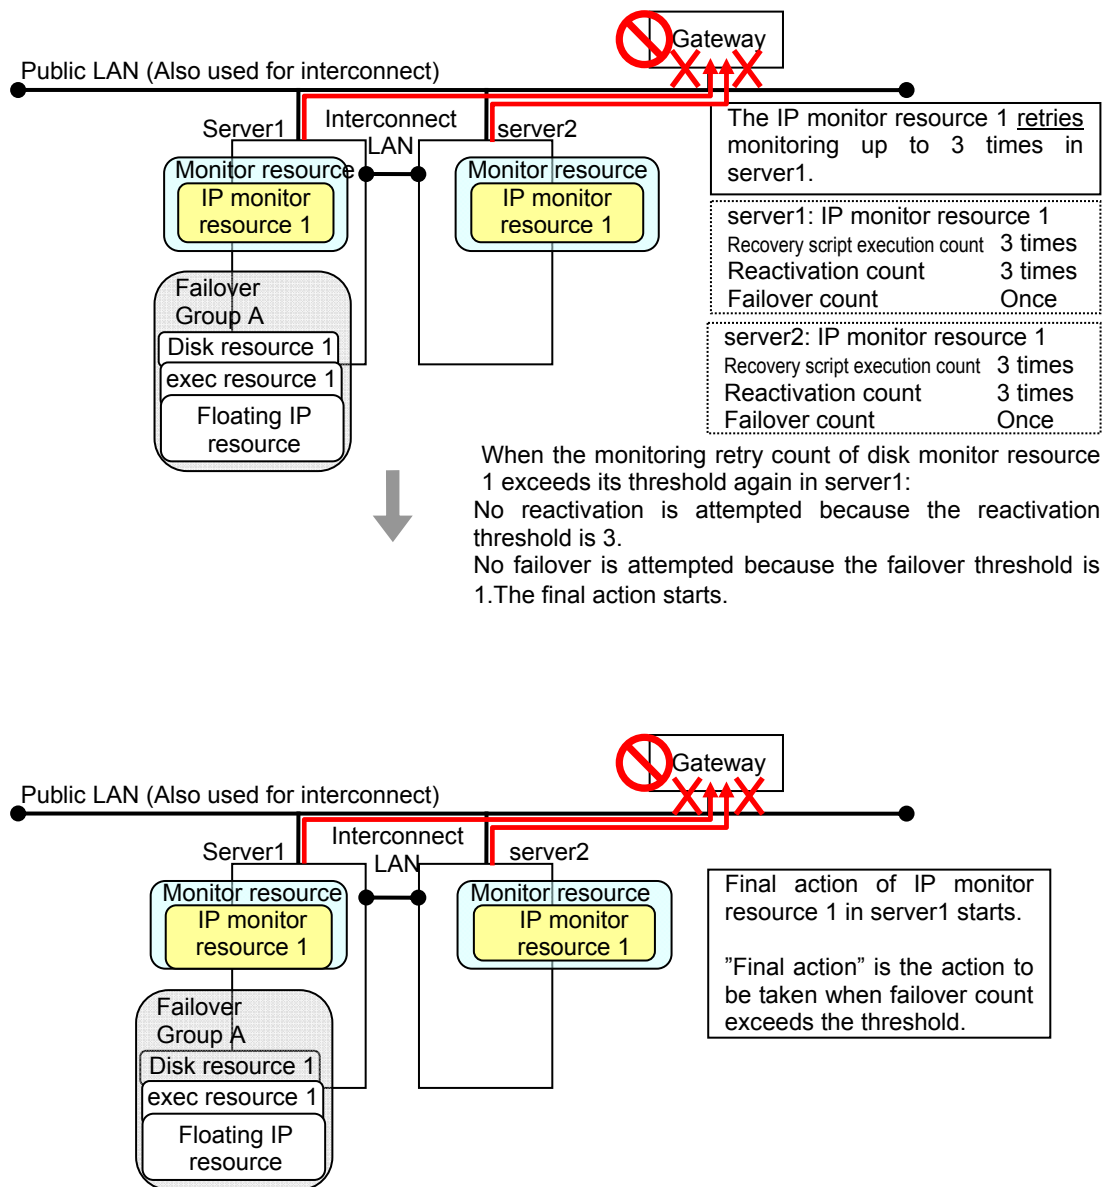 Gateway
Public LAN (Also used for interconnect)
Server1
Interconnect
LAN
server2
Monitor resource
IP monitor
resource 1
Monitor resource
IP monitor
resource 1
Failover
Group A
Disk resource 1
exec resource 1
Floating IP
resource
The IP monitor resource 1 retries
monitoring up to 3 times in
server1.
server1: IP monitor resource 1
Recovery script execution count 3 times
Reactivation count 3 times
Failover count Once
server2: IP monitor resource 1
Recovery script execution count 3 times
Reactivation count 3 times
Failover count Once
When the monitoring retry count of disk monitor resource
1 exceeds its threshold again in server1:
No reactivation is attempted because the reactivation
threshold is 3.
No failover is attempted because the failover threshold is
1.The final action starts.
Gateway
Public LAN (Also used for interconnect)
Server1
Interconnect
LAN
server2
Monitor resource
IP monitor
resource 1
Monitor resource
IP monitor
resource 1
Failover
Group A
Disk resource 1
exec resource 1
Floating IP
resource
Final action of IP monitor
resource 1 in server1 starts.
”Final action” is the action to
be taken when failover count
exceeds the threshold.